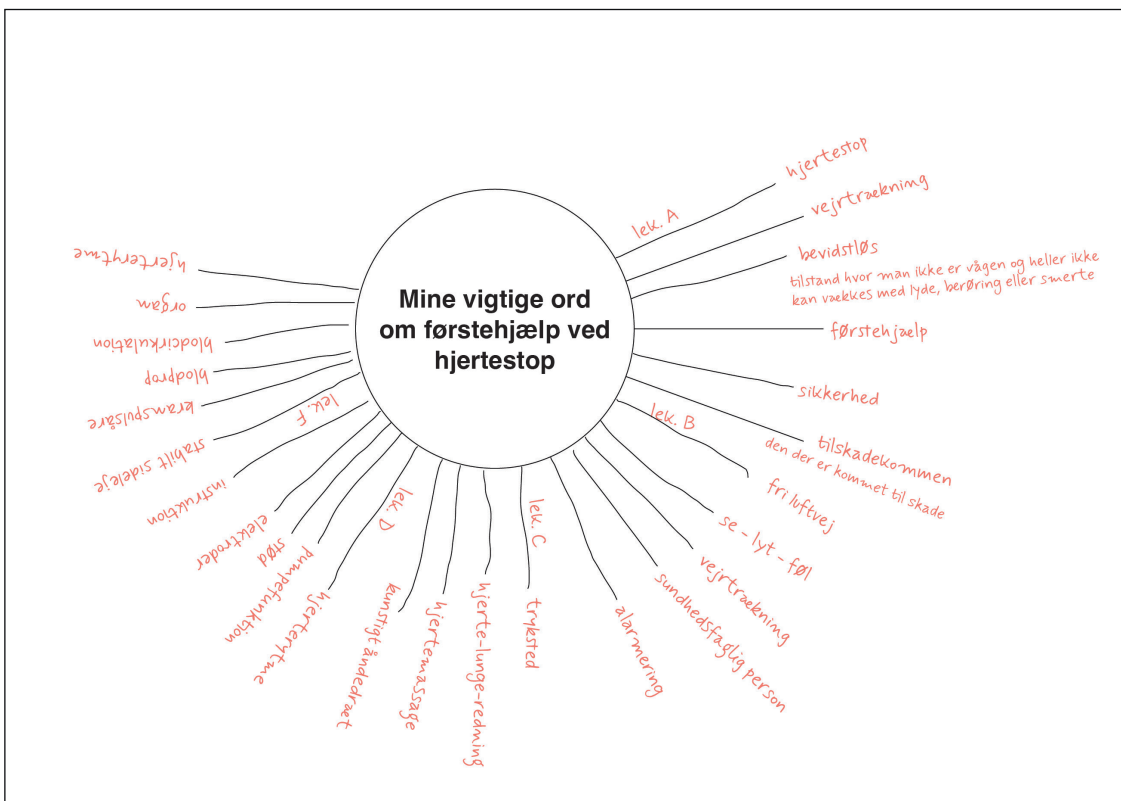 Mine vigtige ord
om førstehjælp ved
hjertestop
lek. A
hjertestop
vejrtrækning
bevidstløs
tilstand hvor man ikke er vågen og heller ikke
kan vækkes med lyde, berøring eller smerte
førstehjælp
sikkerhed
tilskadekommen
den der er kommet til skade
lek. B
fri luftvej
se - lyt - føl
vejrtrækning
sundhedsfaglig person
alarmering
lek. C
tryksted
hjerte-lunge-redning
hjertemassage
kunstigt åndedræt
lek. D
hjerterytme
pumpefunktion
stød
elektroder
instruktion
lek. F
stabilt sideleje
kranspulsåre
blodprop
blodcirkulation
organ
hjerterytme